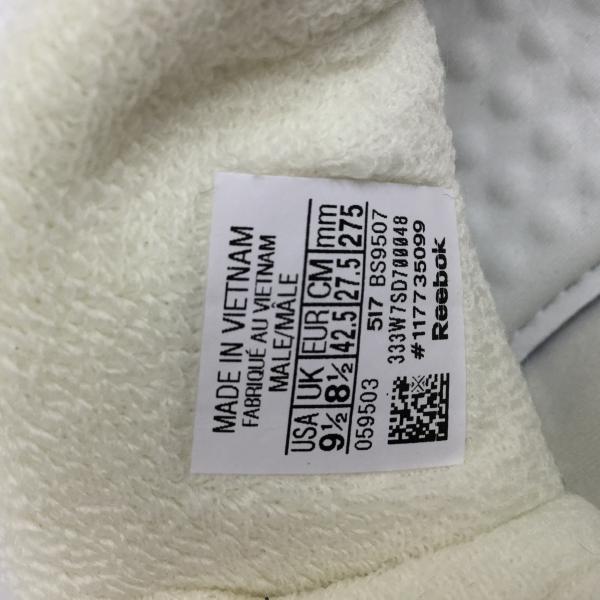 MADE IN VIETNAM
FABRIQUÉ AU VIETNAM
MALE/MÂLE
USA UK EUR CM mm
9½ 8½ 42.5 27.5 275
059503 517 BS9507
333W7SD700048
#117735099
Reebok